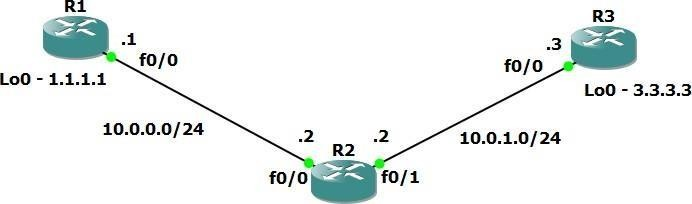 R1
.1
f0/0
Lo0 - 1.1.1.1
10.0.0.0/24
.2
f0/0
R2
.2
f0/1
10.0.1.0/24
R3
.3
f0/0
Lo0 - 3.3.3.3